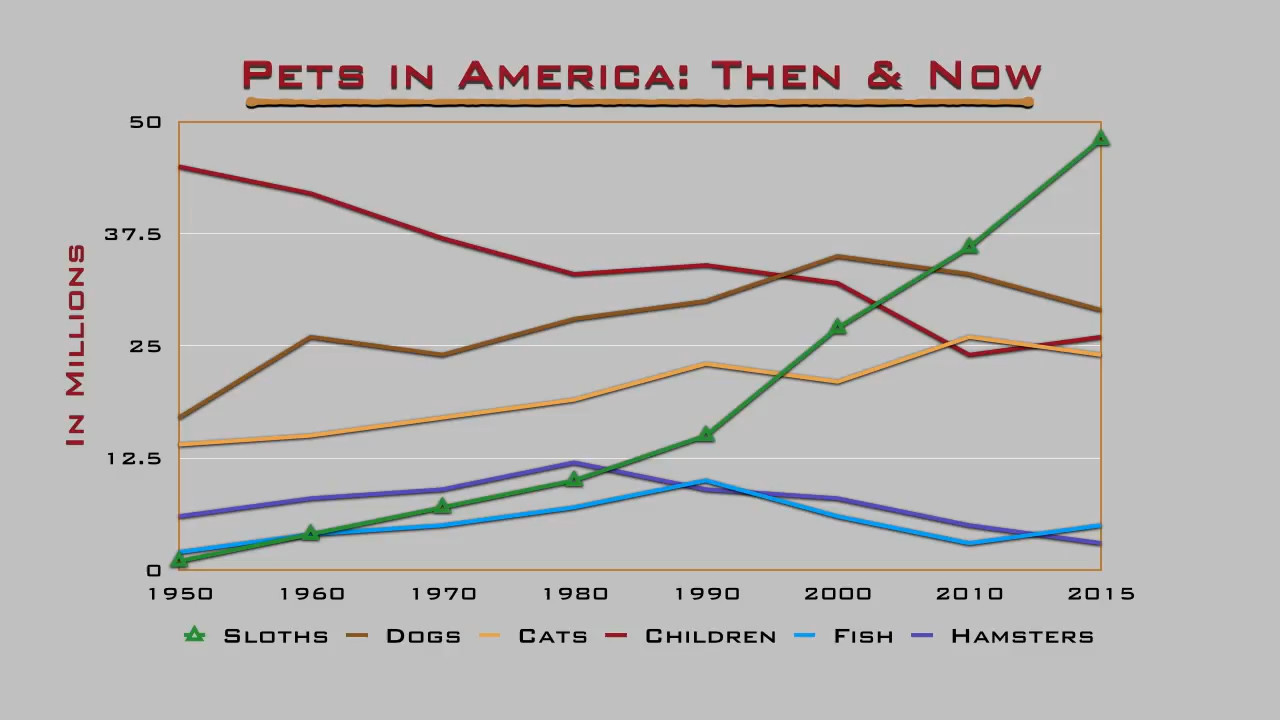 Pets in America: Then & Now
In Millions
50
37.5
25
12.5
0
1950 1960 1970 1980 1990 2000 2010 2015
Sloths Dogs Cats Children Fish Hamsters